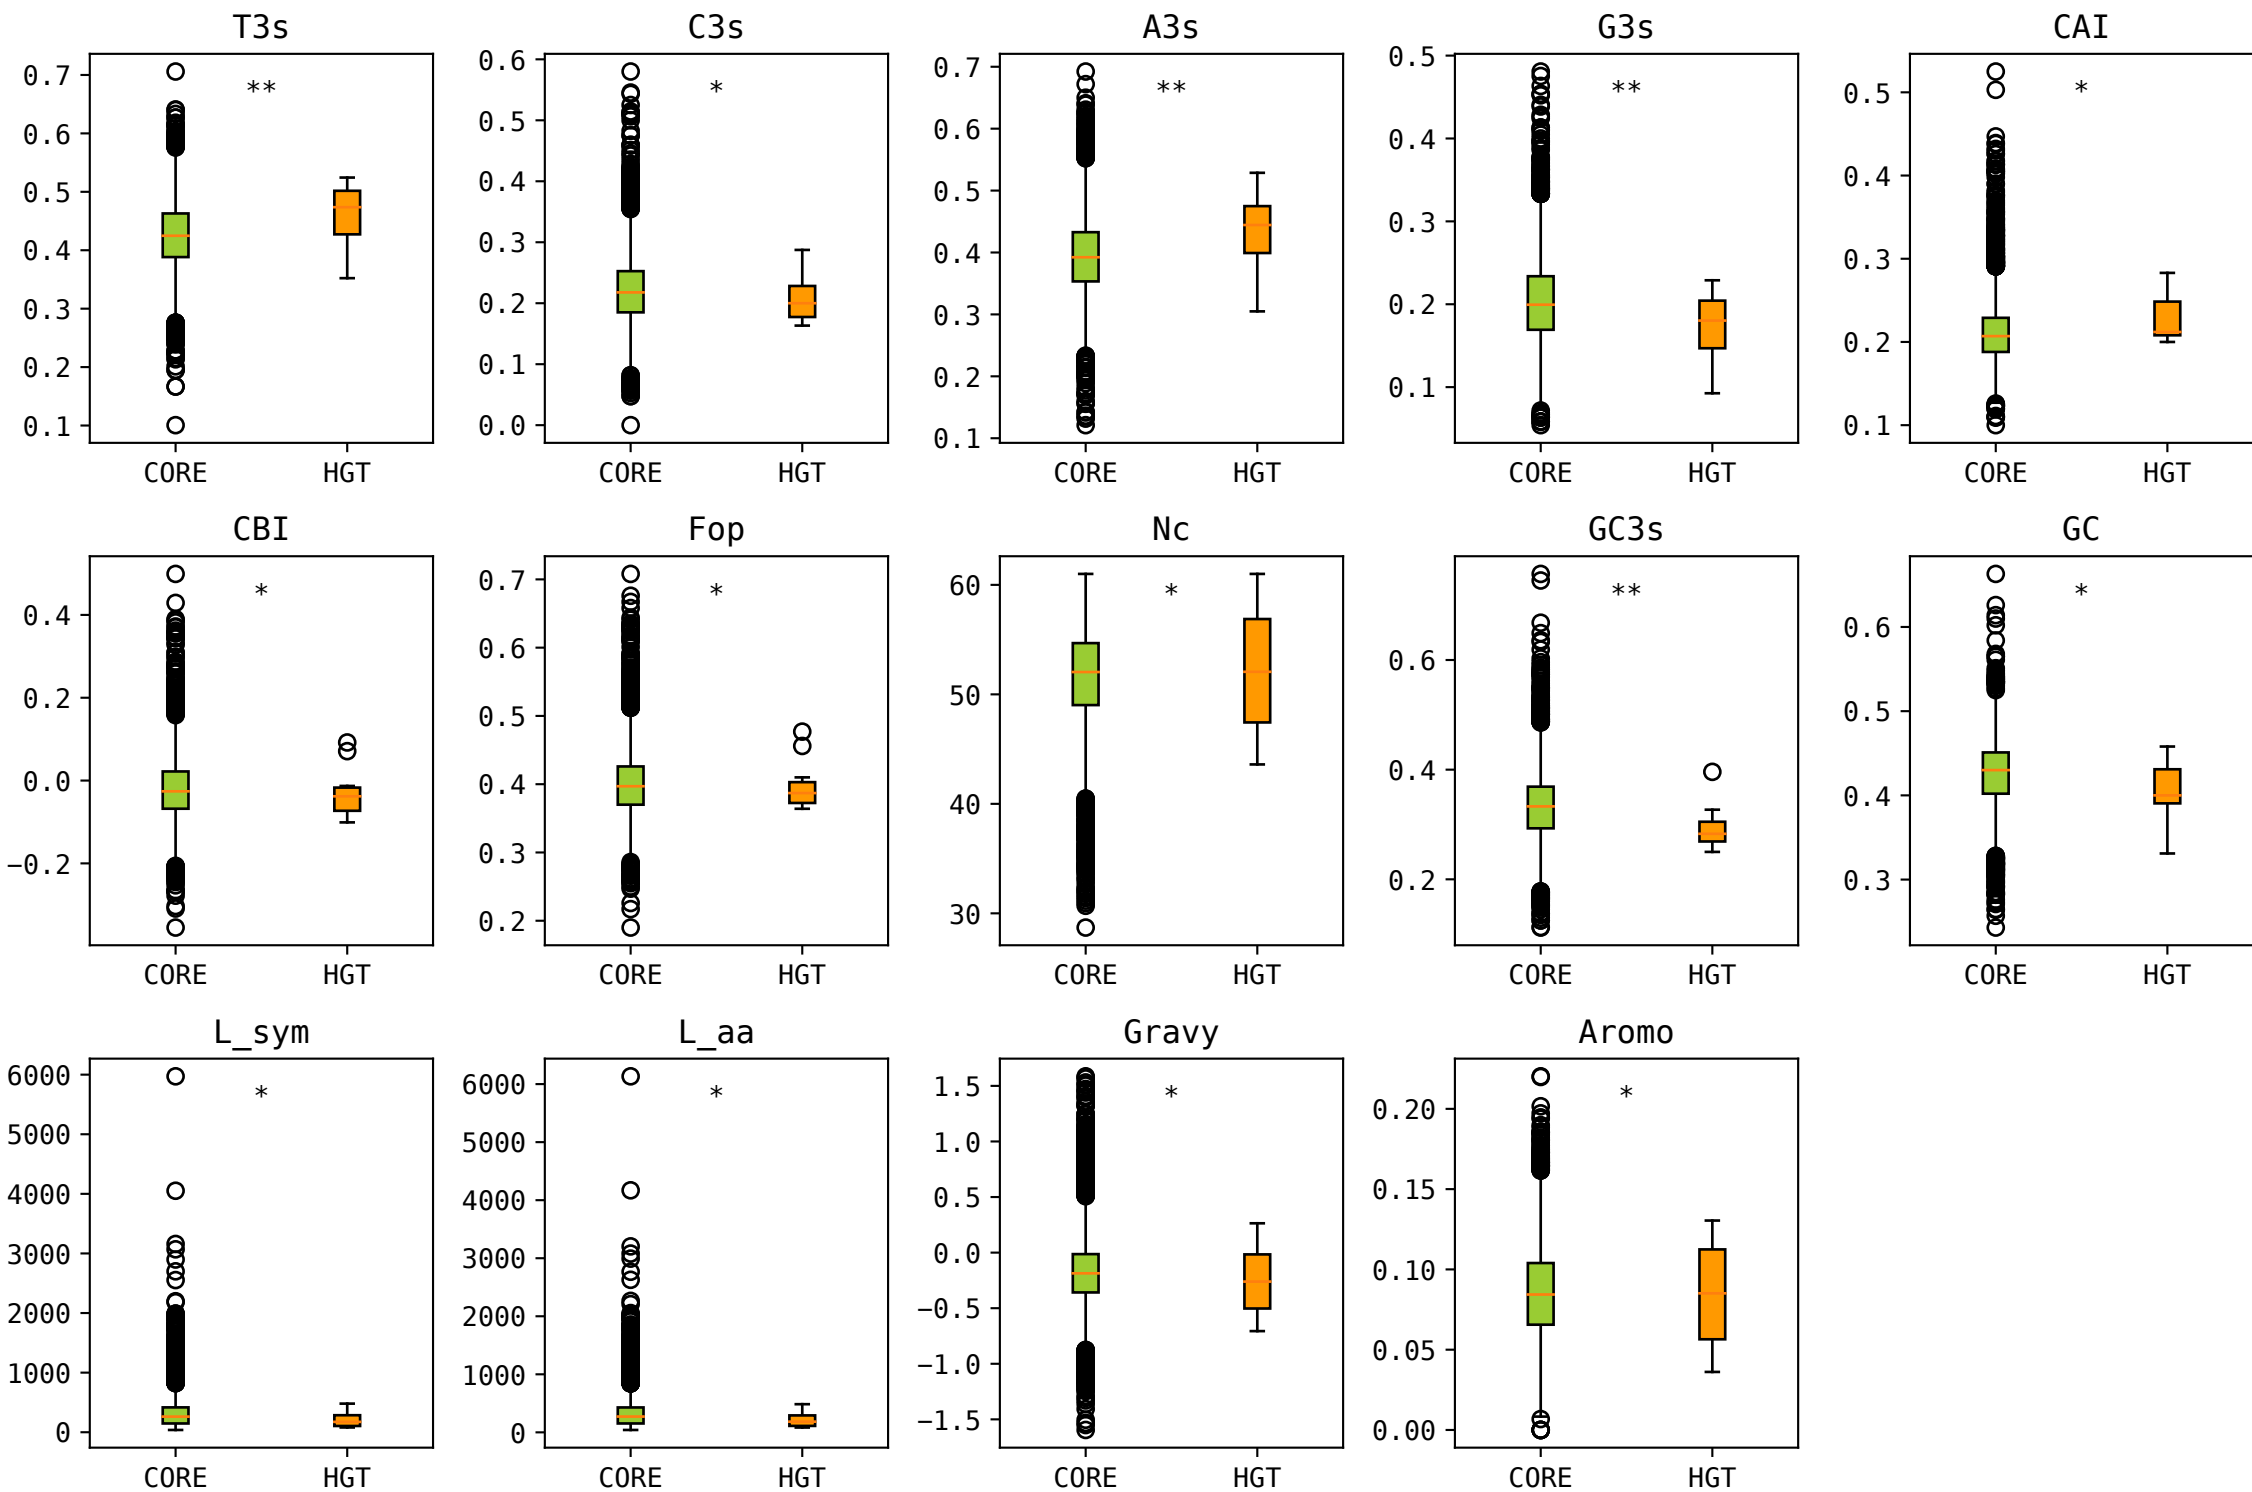 T3s
C3s
A3s
G3s
CAI
0.7
0.6
0.5
0.4
0.3
0.2
0.1
**
CORE
HGT
0.6
0.5
0.4
0.3
0.2
0.1
0.0
*
CORE
HGT
0.7
0.6
0.5
0.4
0.3
0.2
0.1
**
CORE
HGT
0.5
0.4
0.3
0.2
0.1
**
CORE
HGT
0.5
0.4
0.3
0.2
0.1
*
CORE
HGT
CBI
Fop
Nc
GC3s
GC
0.4
0.2
0.0
−0.2
*
CORE
HGT
0.7
0.6
0.5
0.4
0.3
0.2
*
CORE
HGT
60
50
40
30
*
CORE
HGT
0.6
0.4
0.2
**
CORE
HGT
0.6
0.5
0.4
0.3
*
CORE
HGT
L_sym
L_aa
Gravy
Aromo
6000
5000
4000
3000
2000
1000
0
*
CORE
HGT
6000
5000
4000
3000
2000
1000
0
*
CORE
HGT
1.5
1.0
0.5
0.0
−0.5
−1.0
−1.5
*
CORE
HGT
0.20
0.15
0.10
0.05
0.00
*
CORE
HGT